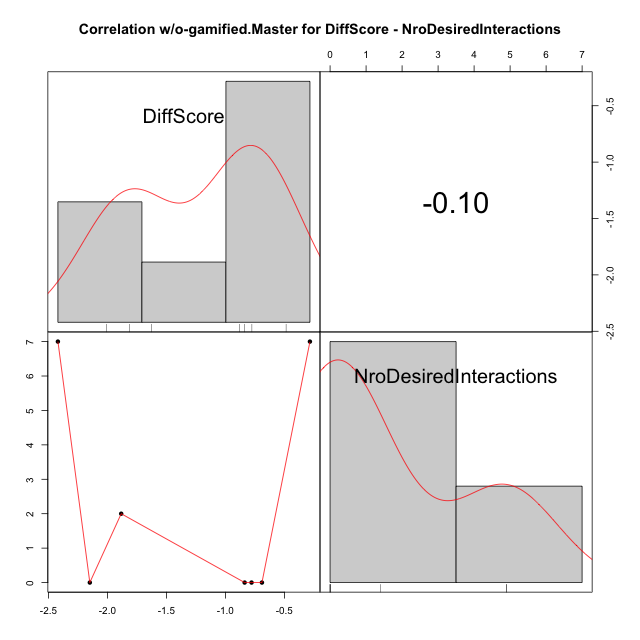 Correlation w/o-gamified.Master for DiffScore - NroDesiredInteractions
0 1 2 3 4 5 6 7
DiffScore
-0.10
-0.5
-1.0
-1.5
-2.0
-2.5
NroDesiredInteractions
7
6
5
4
3
2
1
0
-2.5 -2.0 -1.5 -1.0 -0.5